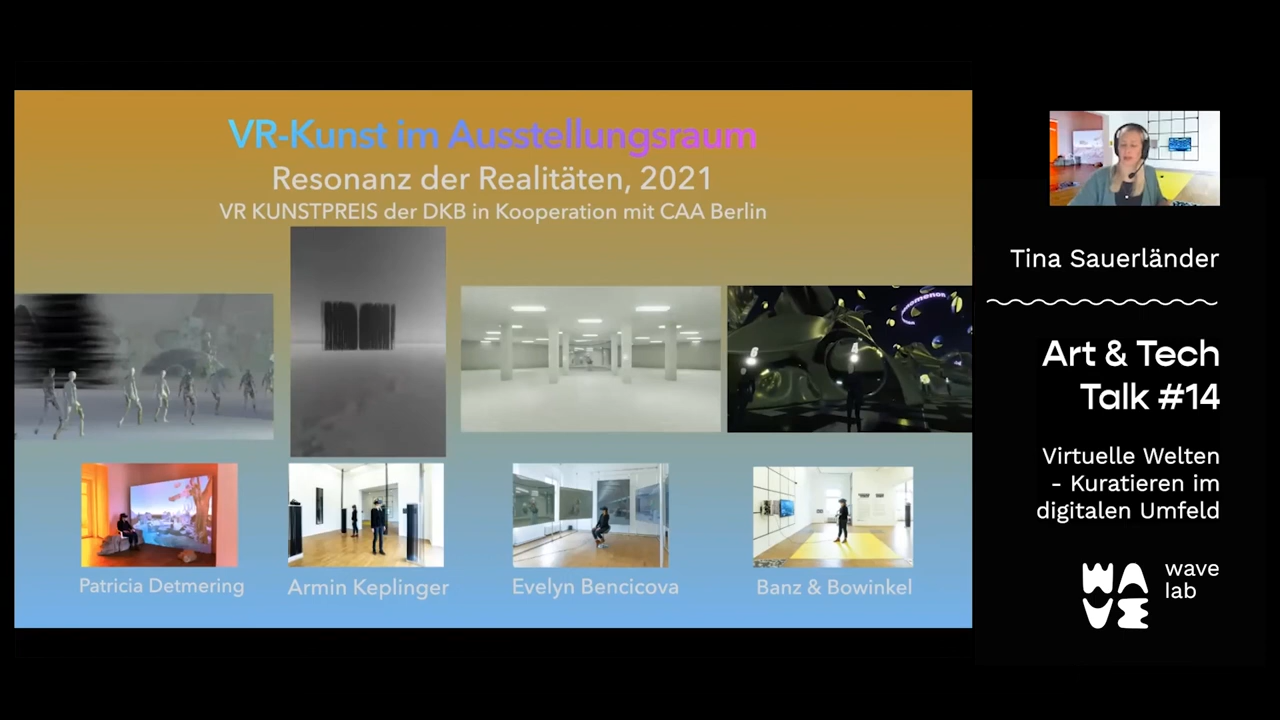 VR-Kunst im Ausstellungsraum
Resonanz der Realitäten, 2021
VR KUNSTPREIS der DKB in Kooperation mit CAA Berlin
Patricia Detmering
Armin Keplinger
Evelyn Bencicova
Banz & Bowinkel
Tina Sauerländer
Art & Tech
Talk #14
Virtuelle Welten
- Kuratieren im
digitalen Umfeld
WAVE
wave
lab